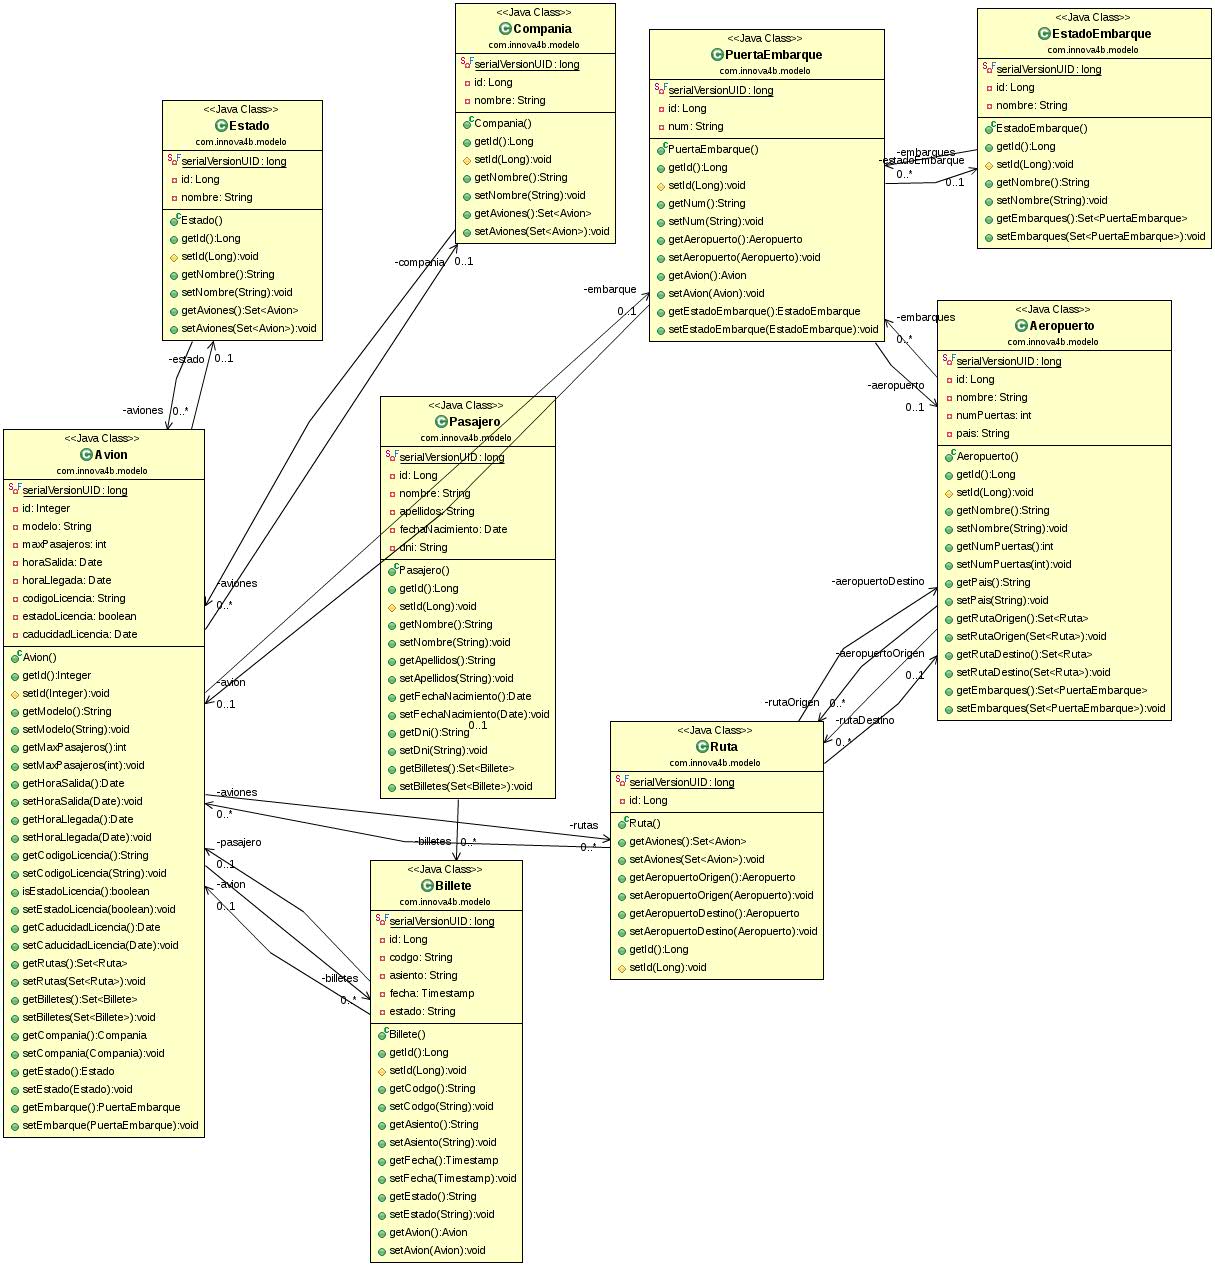 <<Java Class>>
Compania
com.innova4b.modelo
serialVersionUID: long
id: Long
nombre: String
Compania()
getId():Long
setId(Long):void
getNombre():String
setNombre(String):void
getAviones():Set<Avion>
setAviones(Set<Avion>):void
<<Java Class>>
EstadoEmbarque
com.innova4b.modelo
serialVersionUID: long
id: Long
nombre: String
EstadoEmbarque()
getId():Long
setId(Long):void
getNombre():String
setNombre(String):void
getEmbarques():Set<PuertaEmbarque>
setEmbarques(Set<PuertaEmbarque>):void
<<Java Class>>
PuertaEmbarque
com.innova4b.modelo
serialVersionUID: long
id: Long
num: String
PuertaEmbarque()
getId():Long
setId(Long):void
getNum():String
setNum(String):void
getAeropuerto():Aeropuerto
setAeropuerto(Aeropuerto):void
getAvion():Avion
setAvion(Avion):void
getEstadoEmbarque():EstadoEmbarque
setEstadoEmbarque(EstadoEmbarque):void
-embarques
-estadoEmbarque
0..*
0..1
<<Java Class>>
Estado
com.innova4b.modelo
serialVersionUID: long
id: Long
nombre: String
Estado()
getId():Long
setId(Long):void
getNombre():String
setNombre(String):void
getAviones():Set<Avion>
setAviones(Set<Avion>):void
-compania
0..1
-embarque
0..1
-embarques
0..*
-aeropuerto
0..1
<<Java Class>>
Aeropuerto
com.innova4b.modelo
serialVersionUID: long
id: Long
nombre: String
numPuertas: int
pais: String
Aeropuerto()
getId():Long
setId(Long):void
getNombre():String
setNombre(String):void
getNumPuertas():int
setNumPuertas(int):void
getPais():String
setPais(String):void
getRutaOrigen():Set<Ruta>
setRutaOrigen(Set<Ruta>):void
getRutaDestino():Set<Ruta>
setRutaDestino(Set<Ruta>):void
getEmbarques():Set<PuertaEmbarque>
setEmbarques(Set<PuertaEmbarque>):void
-estado
0..1
-aviones
0..*
<<Java Class>>
Pasajero
com.innova4b.modelo
serialVersionUID: long
id: Long
nombre: String
apellidos: String
fechaNacimiento: Date
dni: String
Pasajero()
getId():Long
setId(Long):void
getNombre():String
setNombre(String):void
getApellidos():String
setApellidos(String):void
getFechaNacimiento():Date
setFechaNacimiento(Date):void
getDni():String
0..1
setDni(String):void
getBilletes():Set<Billete>
setBilletes(Set<Billete>):void
<<Java Class>>
Avion
com.innova4b.modelo
serialVersionUID: long
id: Integer
modelo: String
maxPasajeros: int
horaSalida: Date
horaLlegada: Date
codigoLicencia: String
estadoLicencia: boolean
caducidadLicencia: Date
Avion()
getId():Integer
setId(Integer):void
getModelo():String
setModelo(String):void
getMaxPasajeros():int
setMaxPasajeros(int):void
getHoraSalida():Date
setHoraSalida(Date):void
getHoraLlegada():Date
setHoraLlegada(Date):void
getCodigoLicencia():String
setCodigoLicencia(String):void
isEstadoLicencia():boolean
setEstadoLicencia(boolean):void
getCaducidadLicencia():Date
setCaducidadLicencia(Date):void
getRutas():Set<Ruta>
setRutas(Set<Ruta>):void
getBilletes():Set<Billete>
setBilletes(Set<Billete>):void
getCompania():Compania
setCompania(Compania):void
getEstado():Estado
setEstado(Estado):void
getEmbarque():PuertaEmbarque
setEmbarque(PuertaEmbarque):void
-aviones
0..*
-avion
0..1
-aeropuertoDestino
-aeropuertoOrigen
0..1
-rutaOrigen
0..*
-rutaDestino
0..*
-aviones
0..*
-rutas
0..*
-billetes
0..*
-pasajero
0..1
-avion
0..1
-billetes
0..*
<<Java Class>>
Ruta
com.innova4b.modelo
serialVersionUID: long
id: Long
Ruta()
getAviones():Set<Avion>
setAviones(Set<Avion>):void
getAeropuertoOrigen():Aeropuerto
setAeropuertoOrigen(Aeropuerto):void
getAeropuertoDestino():Aeropuerto
setAeropuertoDestino(Aeropuerto):void
getId():Long
setId(Long):void
<<Java Class>>
Billete
com.innova4b.modelo
serialVersionUID: long
id: Long
codgo: String
asiento: String
fecha: Timestamp
estado: String
Billete()
getId():Long
setId(Long):void
getCodgo():String
setCodgo(String):void
getAsiento():String
setAsiento(String):void
getFecha():Timestamp
setFecha(Timestamp):void
getEstado():String
setEstado(String):void
getAvion():Avion
setAvion(Avion):void